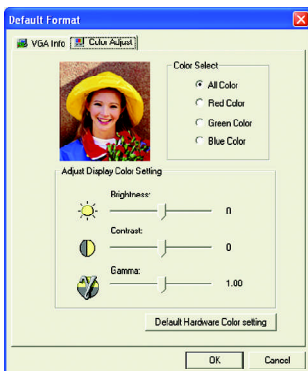 Default Format
VGA Info
Color Adjust
Color Select
All Color
Red Color
Green Color
Blue Color
Adjust Display Color Setting
Brightness:
0
Contrast:
0
Gamma:
1.00
Default Hardware Color setting
OK
Cancel